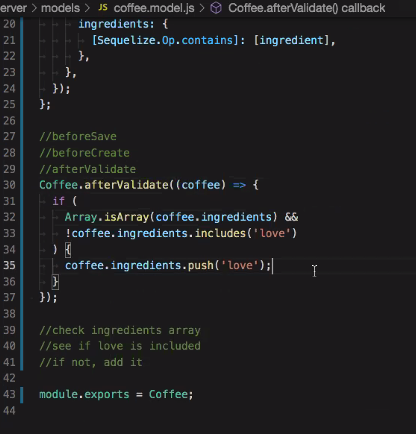 erver > models > JS coffee.model.js > Coffee.afterValidate() callback
20 ingredients: {
21 [Sequelize.Op.contains]: [ingredient],
22 },
23 },
24 });
25 };
26
27 //beforeSave
28 //beforeCreate
29 //afterValidate
30 Coffee.afterValidate((coffee) => {
31 if (
32 Array.isArray(coffee.ingredients) &&
33 !coffee.ingredients.includes('love')
34 ) {
35 coffee.ingredients.push('love');
36 }
37 });
38
39 //check ingredients array
40 //see if love is included
41 //if not, add it
42
43 module.exports = Coffee;
44